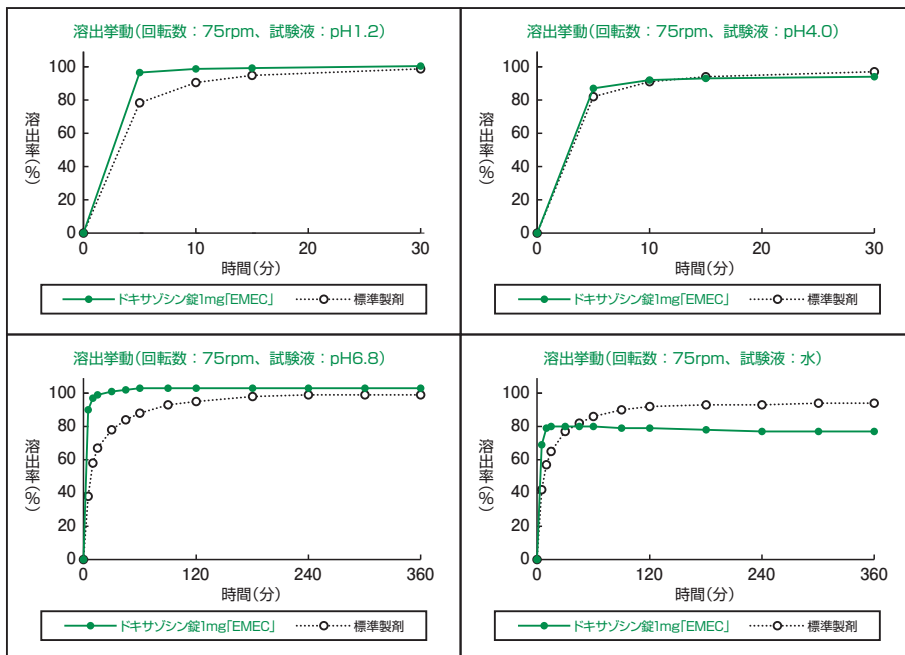 溶出挙動(回転数：75rpm、試験液：pH1.2)
溶出率(%)
100
80
60
40
20
0
0 10 20 30
時間(分)
ドキサゾシン錠1mg「EMEC」 標準製剤
溶出挙動(回転数：75rpm、試験液：pH4.0)
溶出率(%)
100
80
60
40
20
0
0 10 20 30
時間(分)
ドキサゾシン錠1mg「EMEC」 標準製剤
溶出挙動(回転数：75rpm、試験液：pH6.8)
溶出率(%)
100
80
60
40
20
0
0 120 240 360
時間(分)
ドキサゾシン錠1mg「EMEC」 標準製剤
溶出挙動(回転数：75rpm、試験液：水)
溶出率(%)
100
80
60
40
20
0
0 120 240 360
時間(分)
ドキサゾシン錠1mg「EMEC」 標準製剤